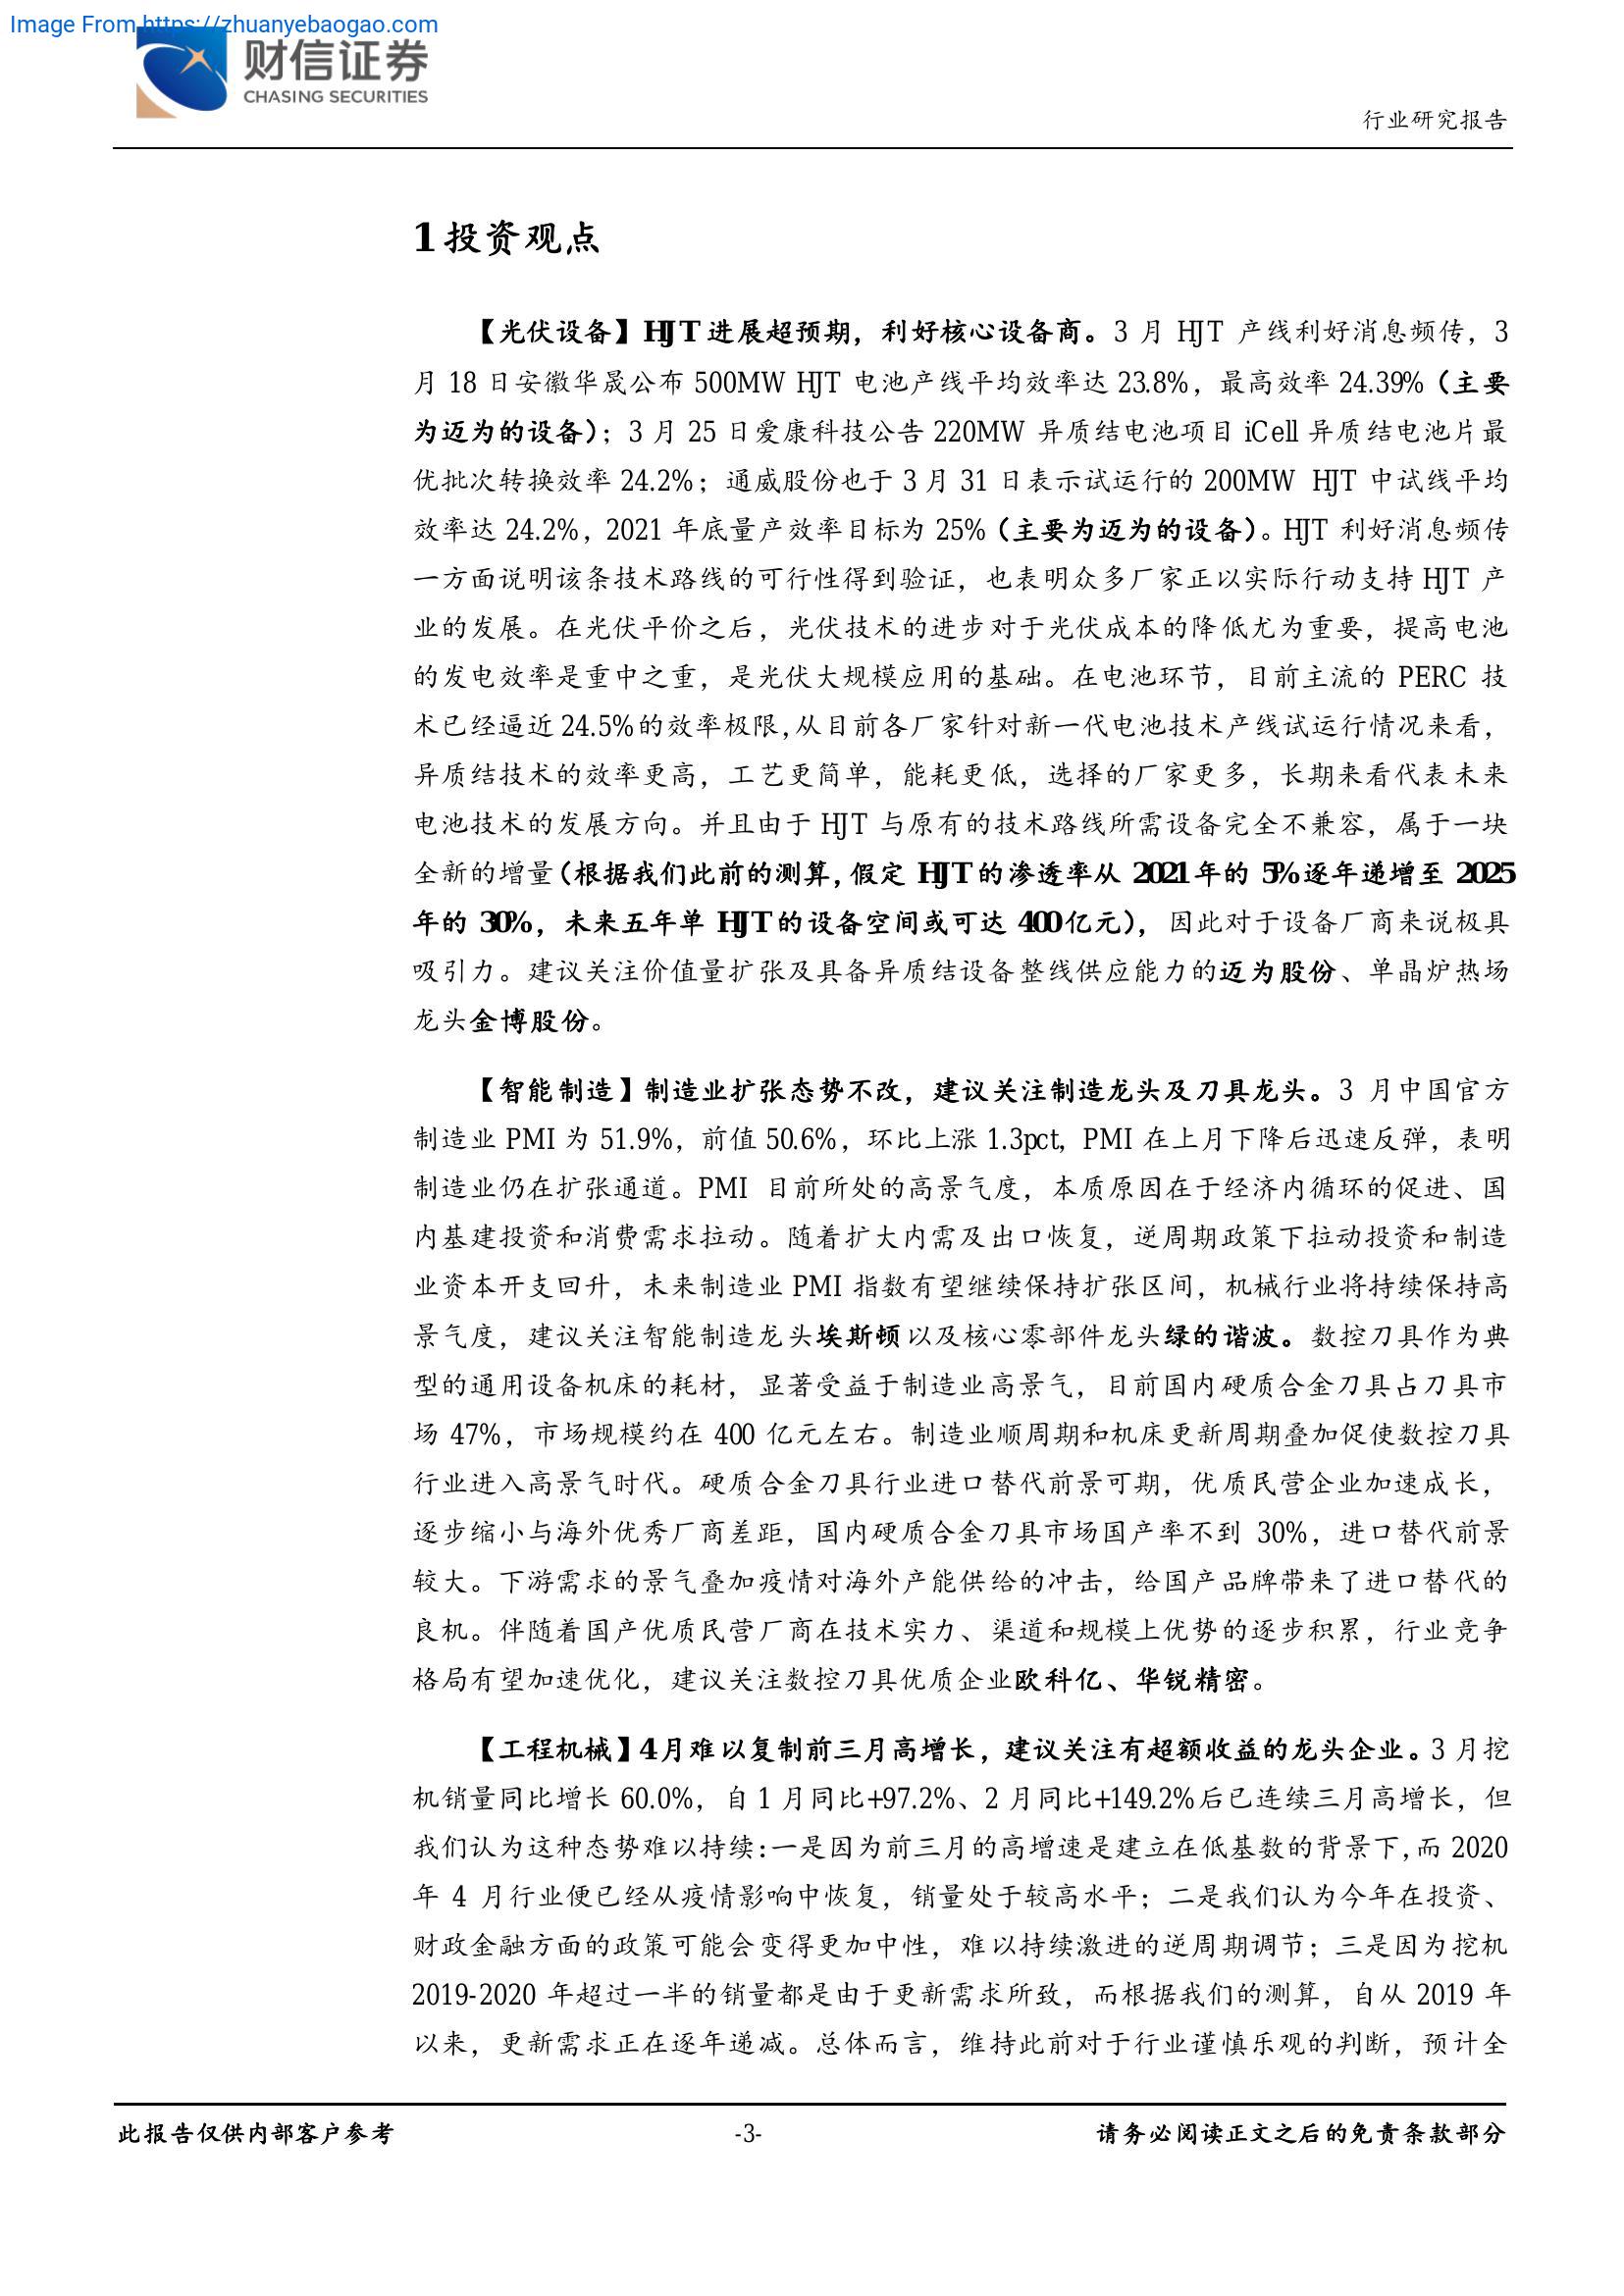 Image From https://zhuanyebaogao.com
财信证券
CHASING SECURITIES
行业研究报告
1 投资观点
【光伏设备】HJT 进展超预期，利好核心设备商。3 月 HJT 产线利好消息频传，3
月 18 日安徽华晟公布 500MW HJT 电池产线平均效率达 23.8%，最高效率 24.39%（主要
为迈为的设备）；3 月 25 日爱康科技公告 220MW 异质结电池项目 iCell 异质结电池片最
优批次转换效率 24.2%；通威股份也于 3 月 31 日表示试运行的 200MW HJT 中试线平均
效率达 24.2%，2021 年底量产效率目标为 25%（主要为迈为的设备）。HJT 利好消息频传
一方面说明该条技术路线的可行性得到验证，也表明众多厂家正以实际行动支持 HJT 产
业的发展。在光伏平价之后，光伏技术的进步对于光伏成本的降低尤为重要，提高电池
的发电效率是重中之重，是光伏大规模应用的基础。在电池环节，目前主流的 PERC 技
术已经逼近 24.5%的效率极限，从目前各厂家针对新一代电池技术产线试运行情况来看，
异质结技术的效率更高，工艺更简单，能耗更低，选择的厂家更多，长期来看代表未来
电池技术的发展方向。并且由于 HJT 与原有的技术路线所需设备完全不兼容，属于一块
全新的增量（根据我们此前的测算，假定 HJT 的渗透率从 2021 年的 5%逐年递增至 2025
年的 30%，未来五年单 HJT 的设备空间或可达 400 亿元），因此对于设备厂商来说极具
吸引力。建议关注价值量扩张及具备异质结设备整线供应能力的迈为股份、单晶炉热场
龙头金博股份。
【智能制造】制造业扩张态势不改，建议关注制造龙头及刀具龙头。3 月中国官方
制造业 PMI 为 51.9%，前值 50.6%，环比上涨 1.3pct，PMI 在上月下降后迅速反弹，表明
制造业仍在扩张通道。PMI 目前所处的高景气度，本质原因在于经济内循环的促进、国
内基建投资和消费需求拉动。随着扩大内需及出口恢复，逆周期政策下拉动投资和制造
业资本开支回升，未来制造业 PMI 指数有望继续保持扩张区间，机械行业将持续保持高
景气度，建议关注智能制造龙头埃斯顿以及核心零部件龙头绿的谐波。数控刀具作为典
型的通用设备机床的耗材，显著受益于制造业高景气，目前国内硬质合金刀具占刀具市
场 47%，市场规模约在 400 亿元左右。制造业顺周期和机床更新周期叠加促使数控刀具
行业进入高景气时代。硬质合金刀具行业进口替代前景可期，优质民营企业加速成长，
逐步缩小与海外优秀厂商差距，国内硬质合金刀具市场国产率不到 30%，进口替代前景
较大。下游需求的景气叠加疫情对海外产能供给的冲击，给国产品牌带来了进口替代的
良机。伴随着国产优质民营厂商在技术实力、渠道和规模上优势的逐步积累，行业竞争
格局有望加速优化，建议关注数控刀具优质企业欧科亿、华锐精密。
【工程机械】4 月难以复制前三月高增长，建议关注有超额收益的龙头企业。3 月挖
机销量同比增长 60.0%，自 1 月同比+97.2%、2 月同比+149.2%后已连续三月高增长，但
我们认为这种态势难以持续：一是因为前三月的高增速是建立在低基数的背景下，而 2020
年 4 月行业便已经从疫情影响中恢复，销量处于较高水平；二是我们认为今年在投资、
财政金融方面的政策可能会变得更加中性，难以持续激进的逆周期调节；三是因为挖机
2019-2020 年超过一半的销量都是由于更新需求所致，而根据我们的测算，自从 2019 年
以来，更新需求正在逐年递减。总体而言，维持此前对于行业谨慎乐观的判断，预计全
此报告仅供内部客户参考
-3-
请务必阅读正文之后的免责条款部分